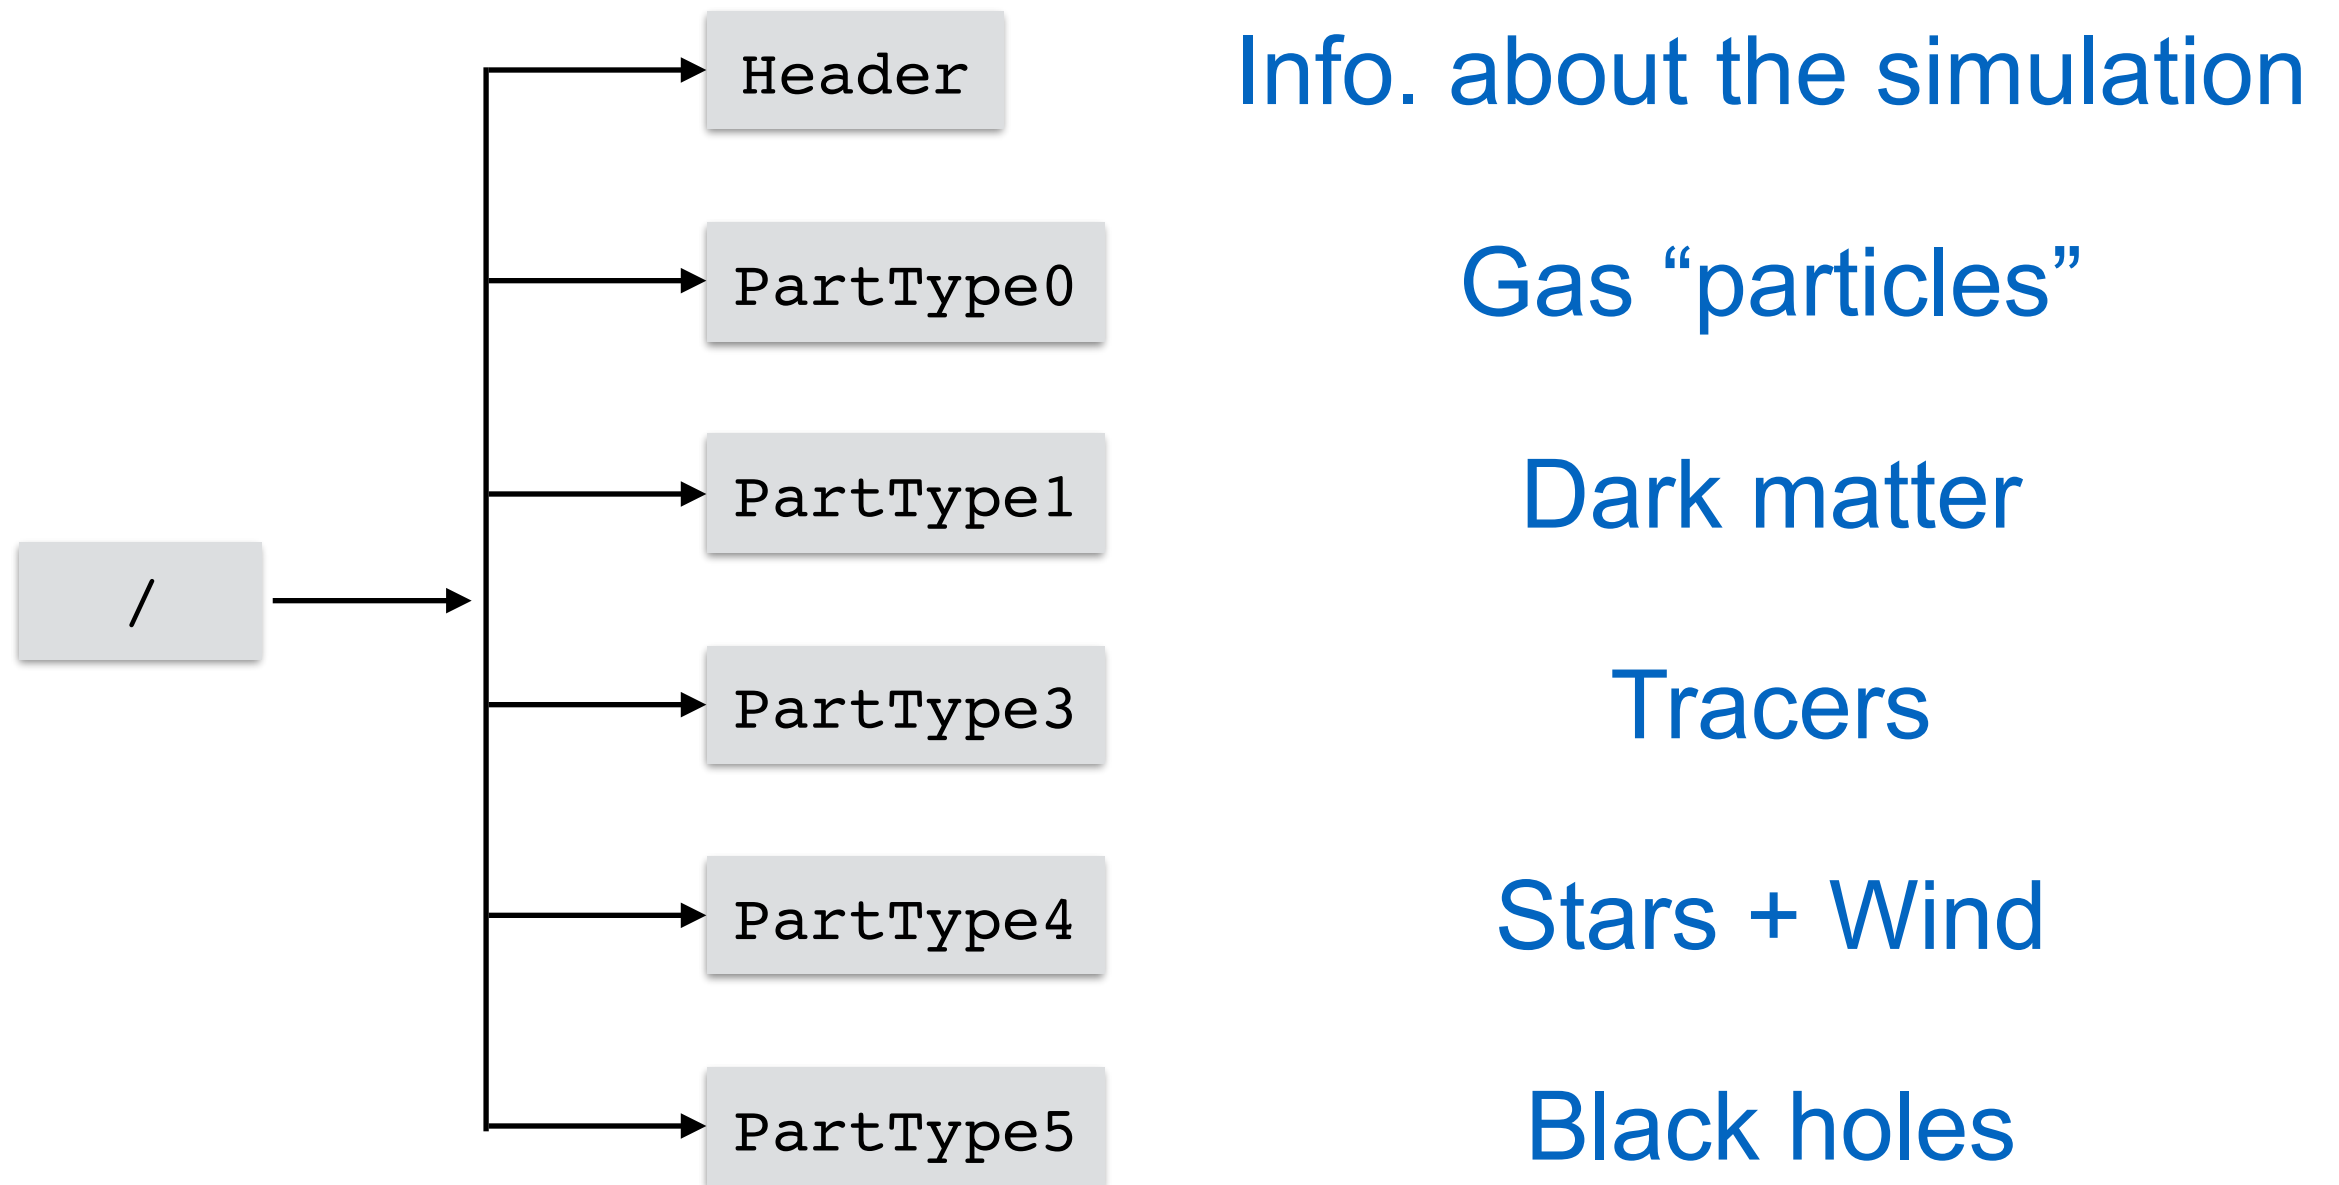 Header Info. about the simulation
PartType0 Gas “particles”
PartType1 Dark matter
/
PartType3 Tracers
PartType4 Stars + Wind
PartType5 Black holes